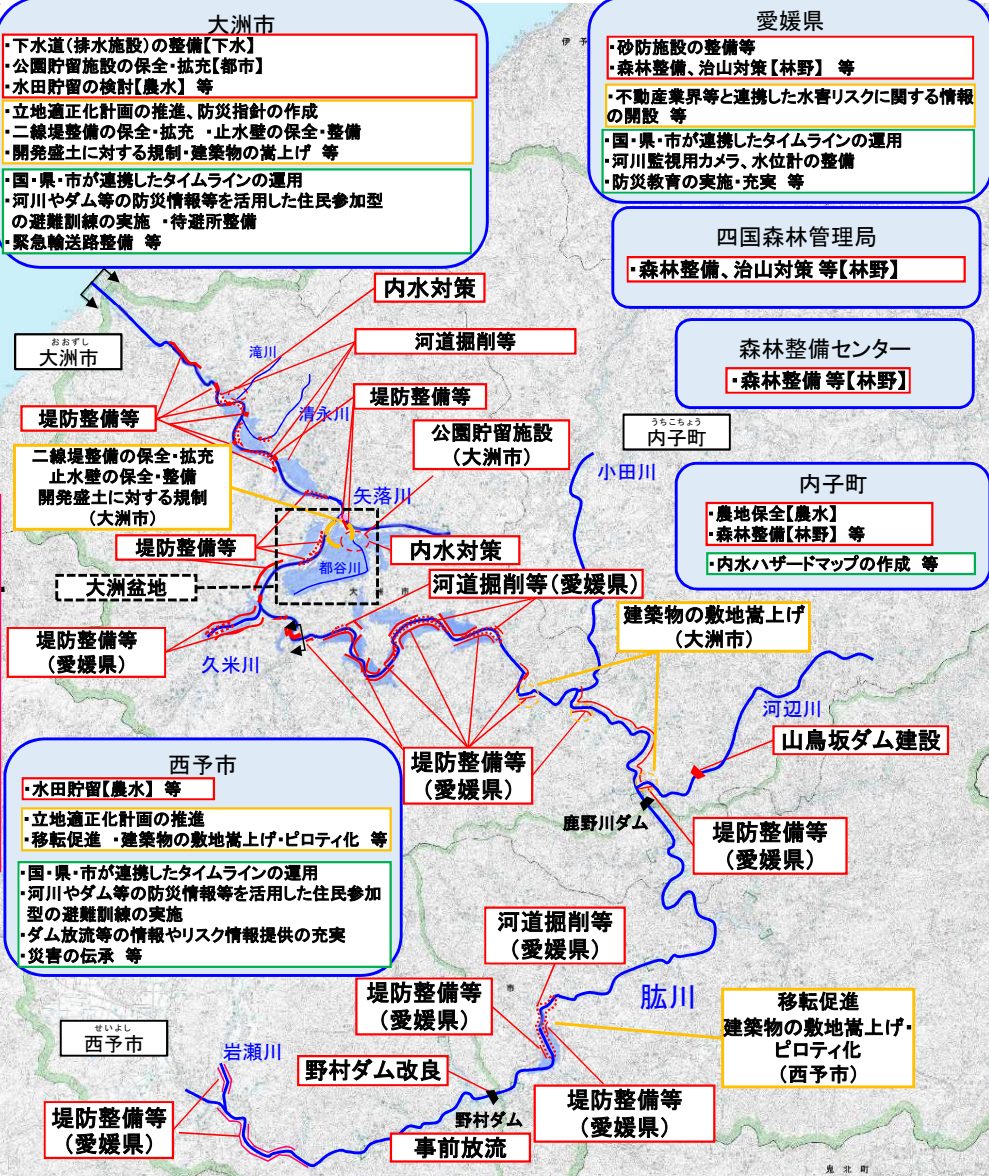 大洲市
・下水道(排水施設)の整備【下水】
・公園貯留施設の保全・拡充【都市】
・水田貯留の検討【農水】 等
・立地適正化計画の推進、防災指針の作成
・二線堤整備の保全・拡充 ・止水壁の保全・整備
・開発盛土に対する規制・建築物の嵩上げ 等
・国・県・市が連携したタイムラインの運用
・河川やダム等の防災情報等を活用した住民参加型
の避難訓練の実施 ・待避所整備
・緊急輸送路整備 等
伊予
愛媛県
・砂防施設の整備等
・森林整備、治山対策【林野】 等
・不動産業界等と連携した水害リスクに関する情報
の開設 等
・国・県・市が連携したタイムラインの運用
・河川監視用カメラ、水位計の整備
・防災教育の実施・充実 等
四国森林管理局
・森林整備、治山対策 等【林野】
森林整備センター
・森林整備 等【林野】
内水対策
おおずし
大洲市
滝川
河道掘削等
堤防整備等
清永川
堤防整備等
公園貯留施設
(大洲市)
うちこちょう
内子町
小田川
二線堤整備の保全・拡充
止水壁の保全・整備
開発盛土に対する規制
(大洲市)
矢落川
内子町
・農地保全【農水】
・森林整備【林野】 等
・内水ハザードマップの作成 等
堤防整備等
内水対策
都谷川
大洲盆地
大洲市
河道掘削等(愛媛県)
建築物の敷地嵩上げ
(大洲市)
堤防整備等
(愛媛県)
久米川
河辺川
山鳥坂ダム建設
堤防整備等
(愛媛県)
鹿野川ダム
堤防整備等
(愛媛県)
西予市
・水田貯留【農水】 等
・立地適正化計画の推進
・移転促進 ・建築物の敷地嵩上げ・ピロティ化 等
・国・県・市が連携したタイムラインの運用
・河川やダム等の防災情報等を活用した住民参加
型の避難訓練の実施
・ダム放流等の情報やリスク情報提供の充実
・災害の伝承 等
河道掘削等
(愛媛県)
堤防整備等
(愛媛県)
市
肱川
移転促進
建築物の敷地嵩上げ・
ピロティ化
(西予市)
せいよし
西予市
岩瀬川
野村ダム改良
野村ダム
堤防整備等
(愛媛県)
堤防整備等
(愛媛県)
事前放流
鬼北町